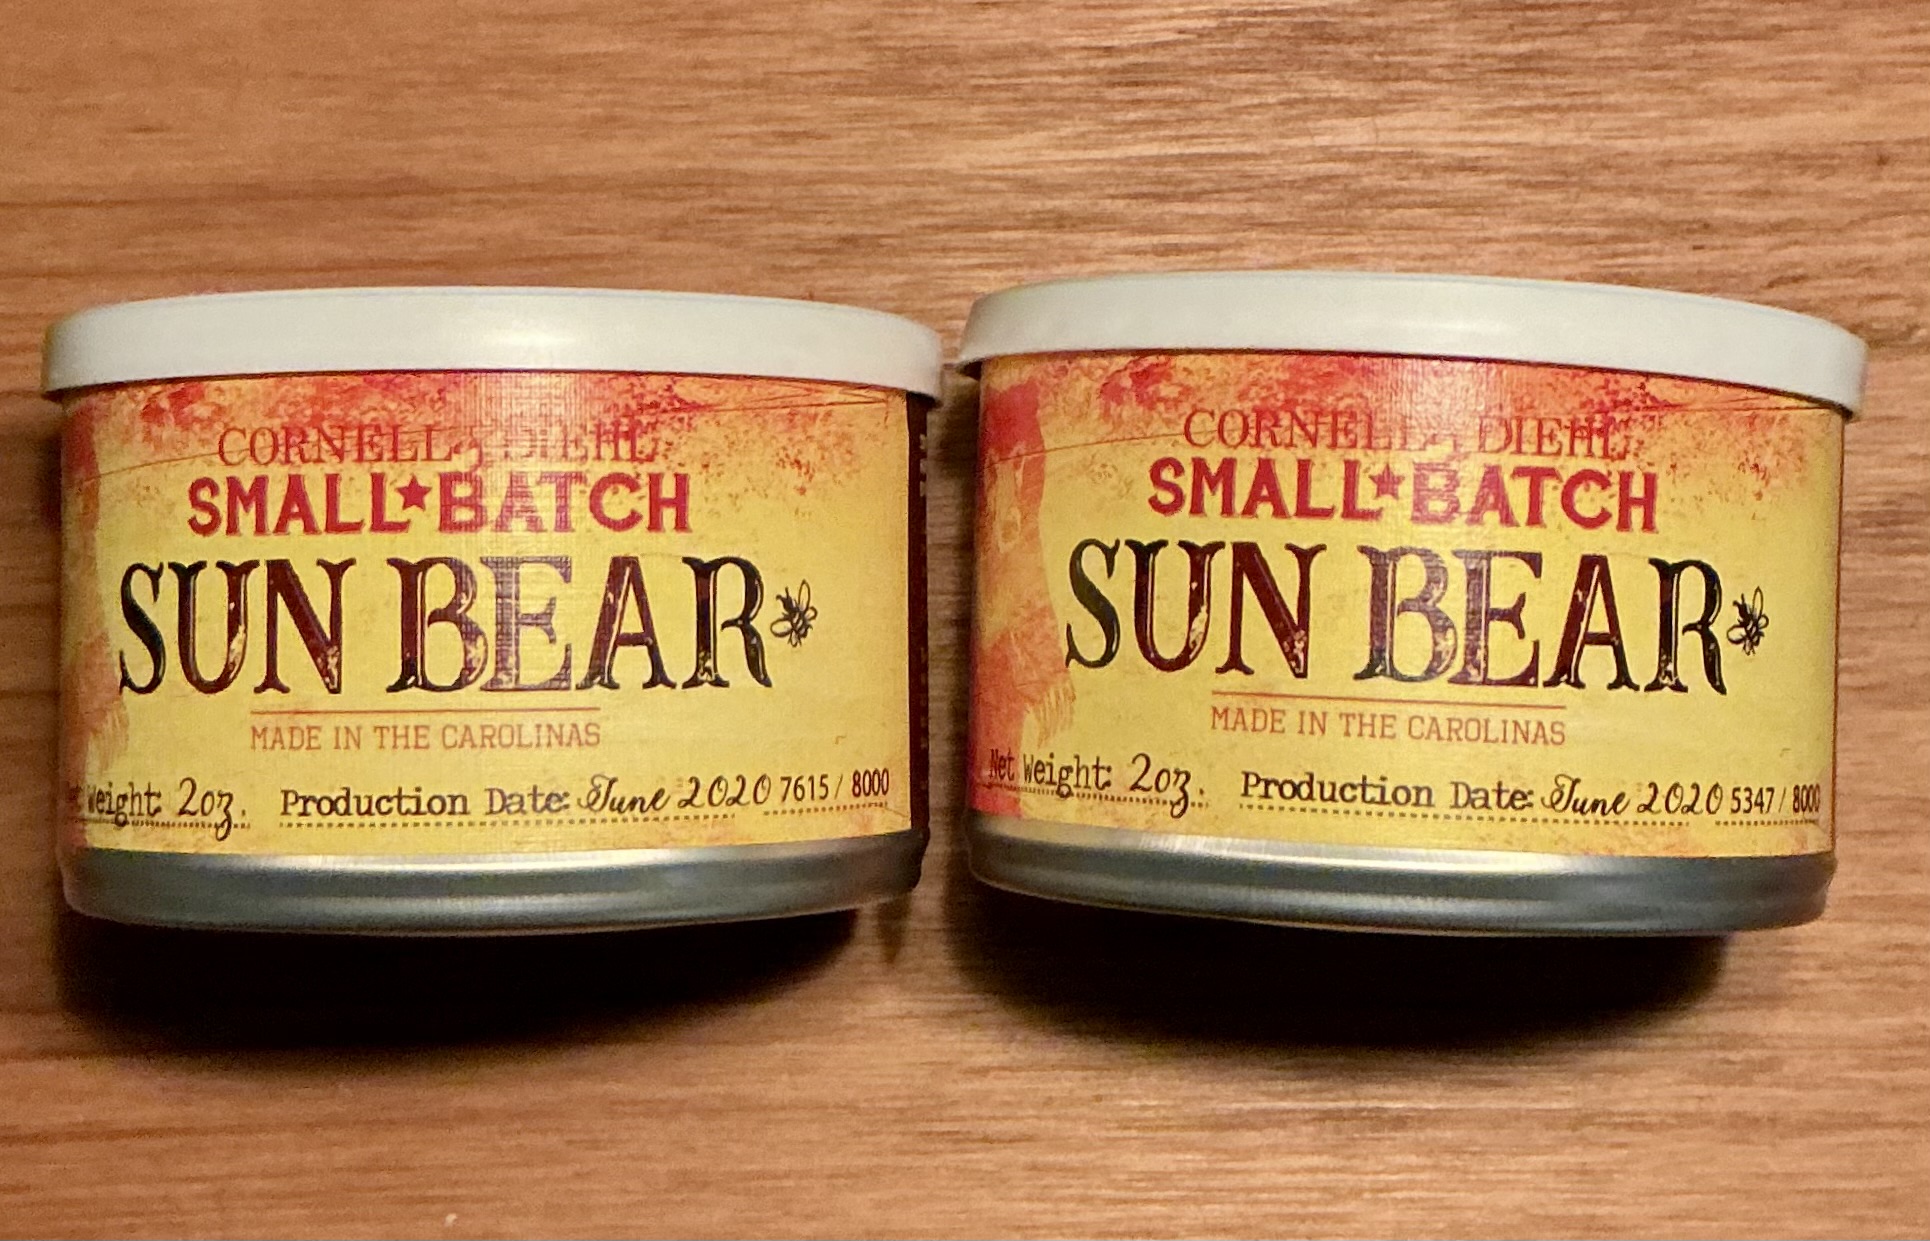 CORNELL & DIEHL
SMALL★BATCH
SUN BEAR
MADE IN THE CAROLINAS
Weight: 2oz. Production Date: June 2020 7615 / 8000
CORNELL & DIEHL
SMALL★BATCH
SUN BEAR
MADE IN THE CAROLINAS
Net Weight: 2oz. Production Date: June 2020 5347 / 8000